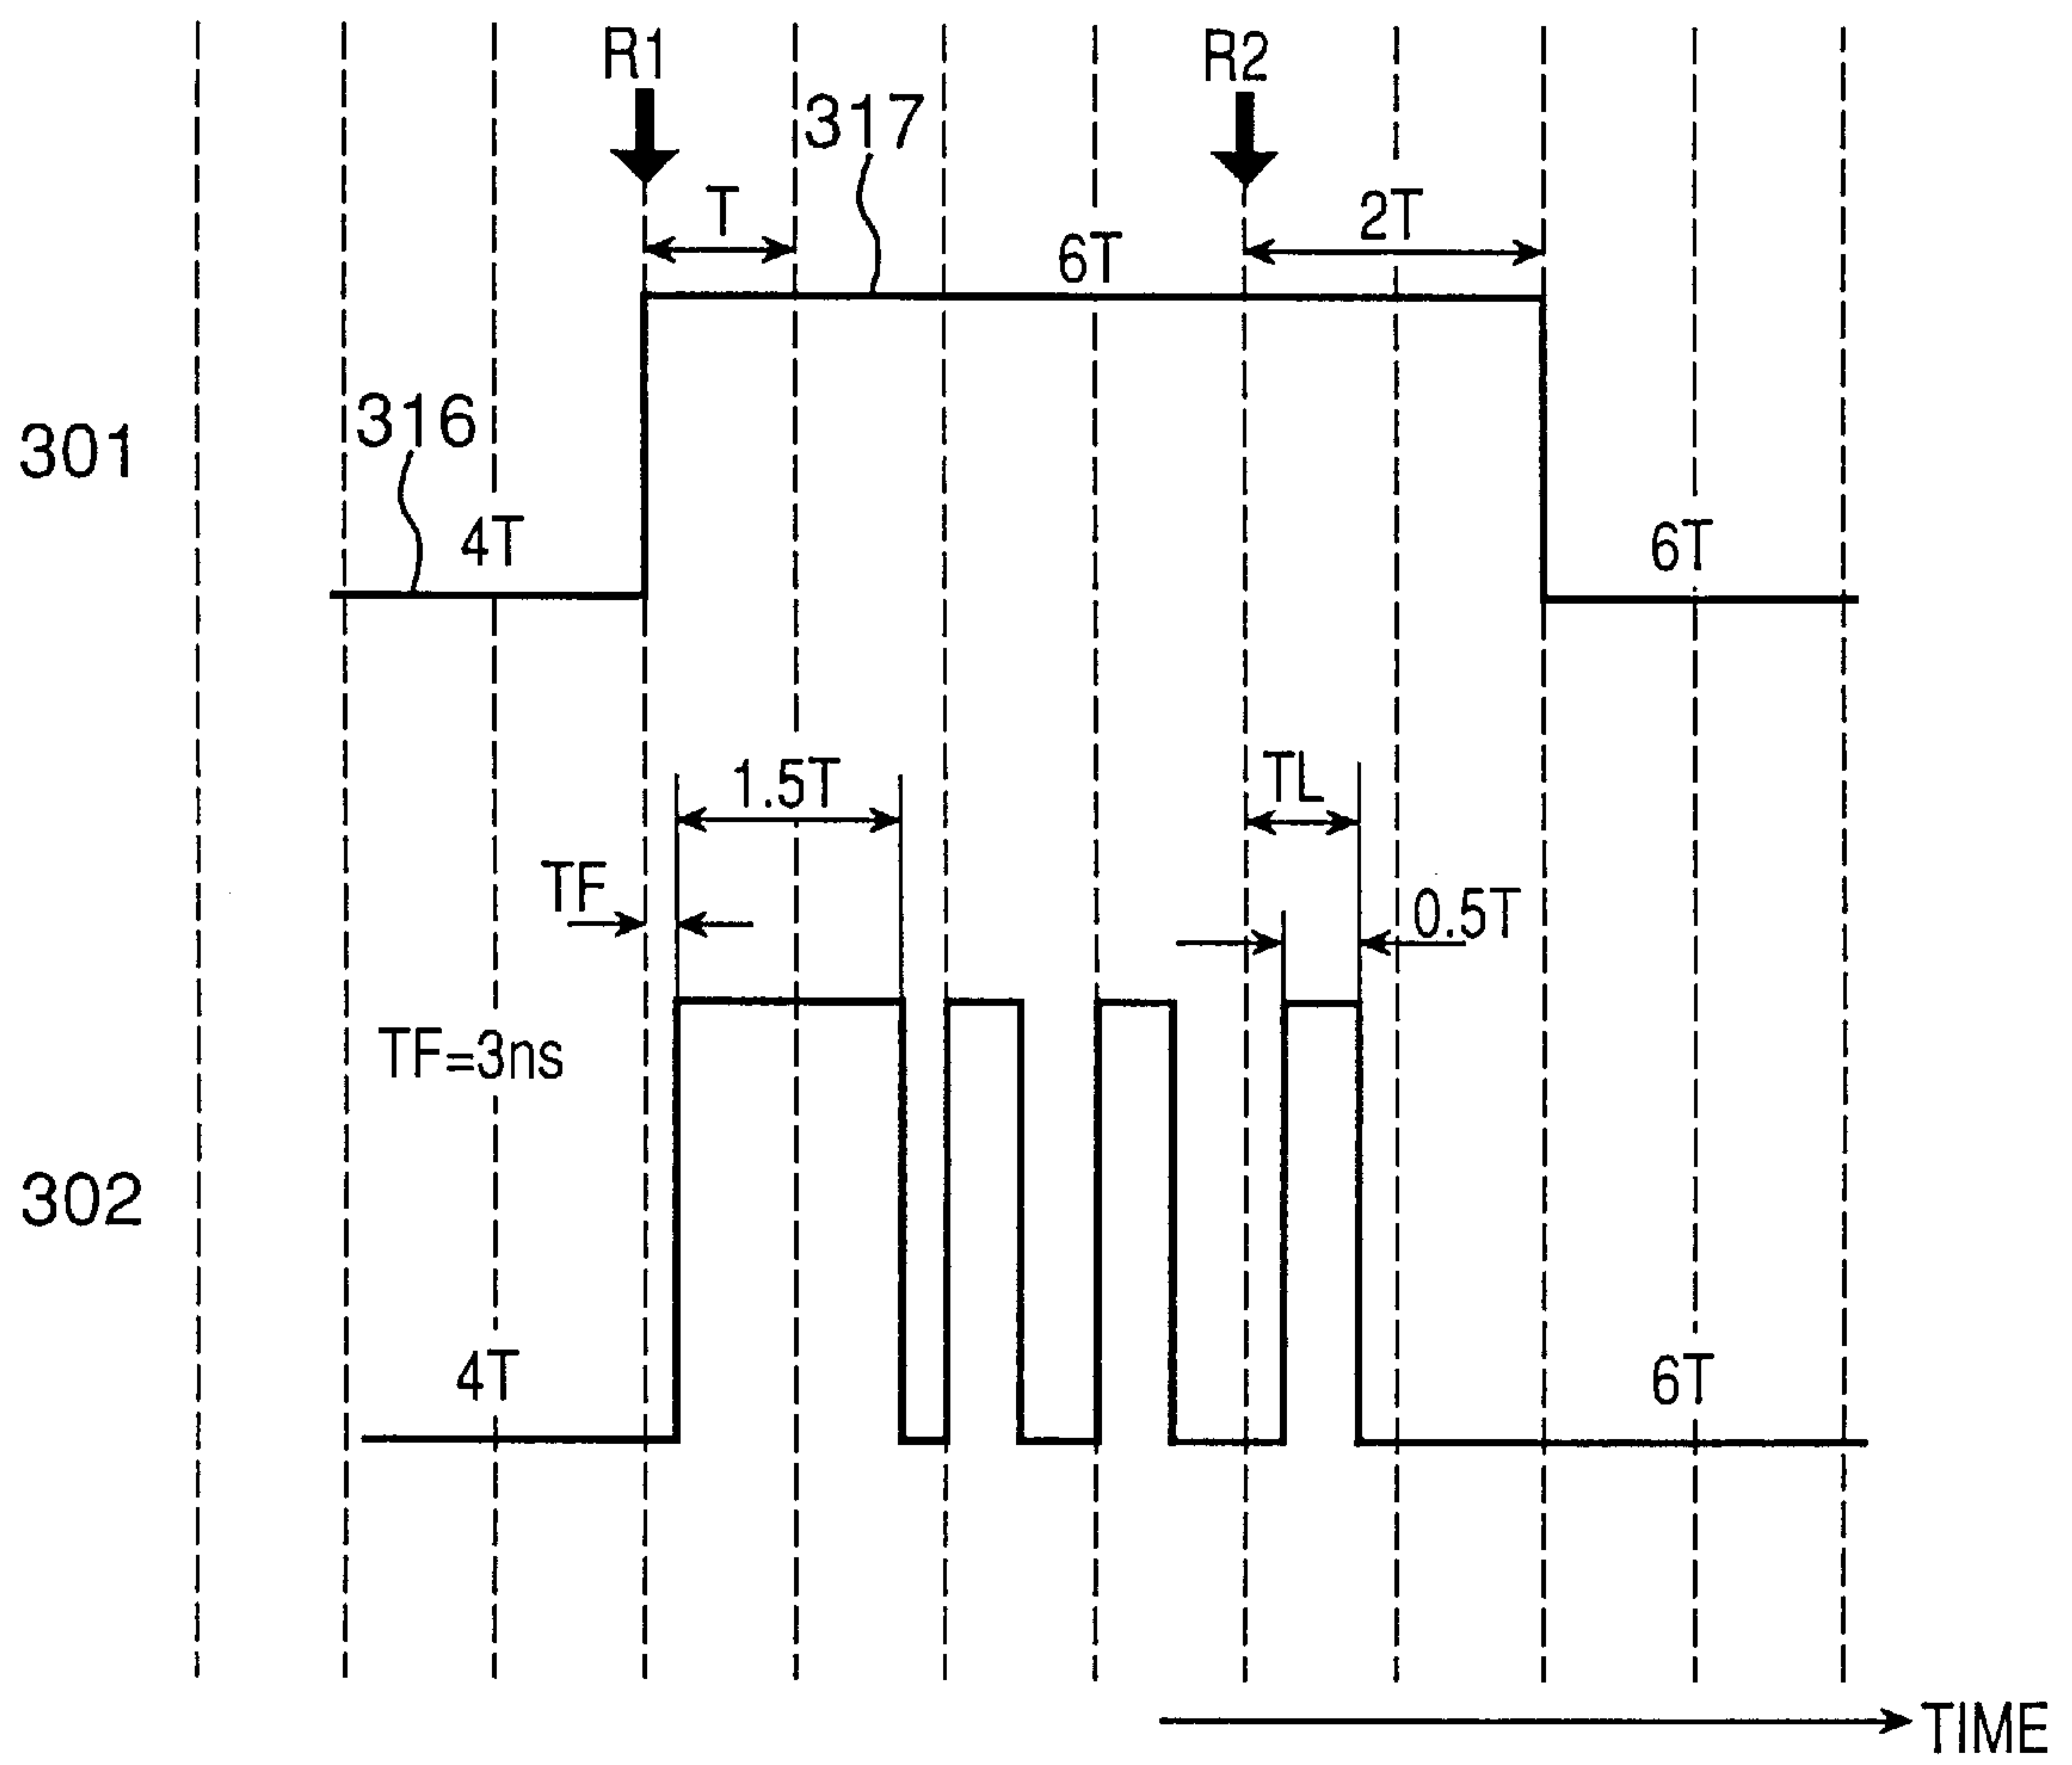 R1
R2
317
T
2T
6T
316
301
4T
6T
1.5T
TL
TF
0.5T
TF=3ns
302
4T
6T
TIME